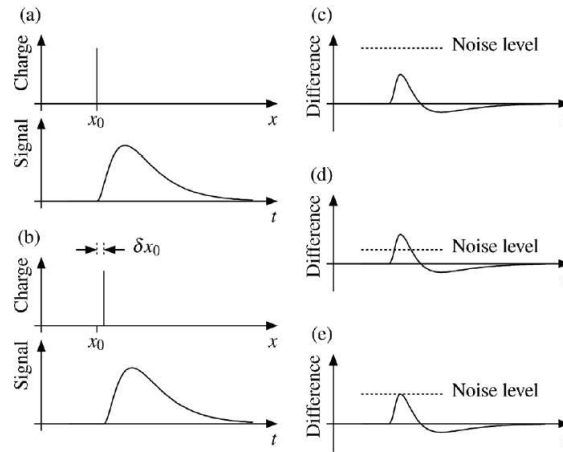 (a)
Charge
x₀
x
Signal
t
(b)
δx₀
Charge
x₀
x
Signal
t
(c)
Noise level
Difference
(d)
Noise level
Difference
(e)
Noise level
Difference